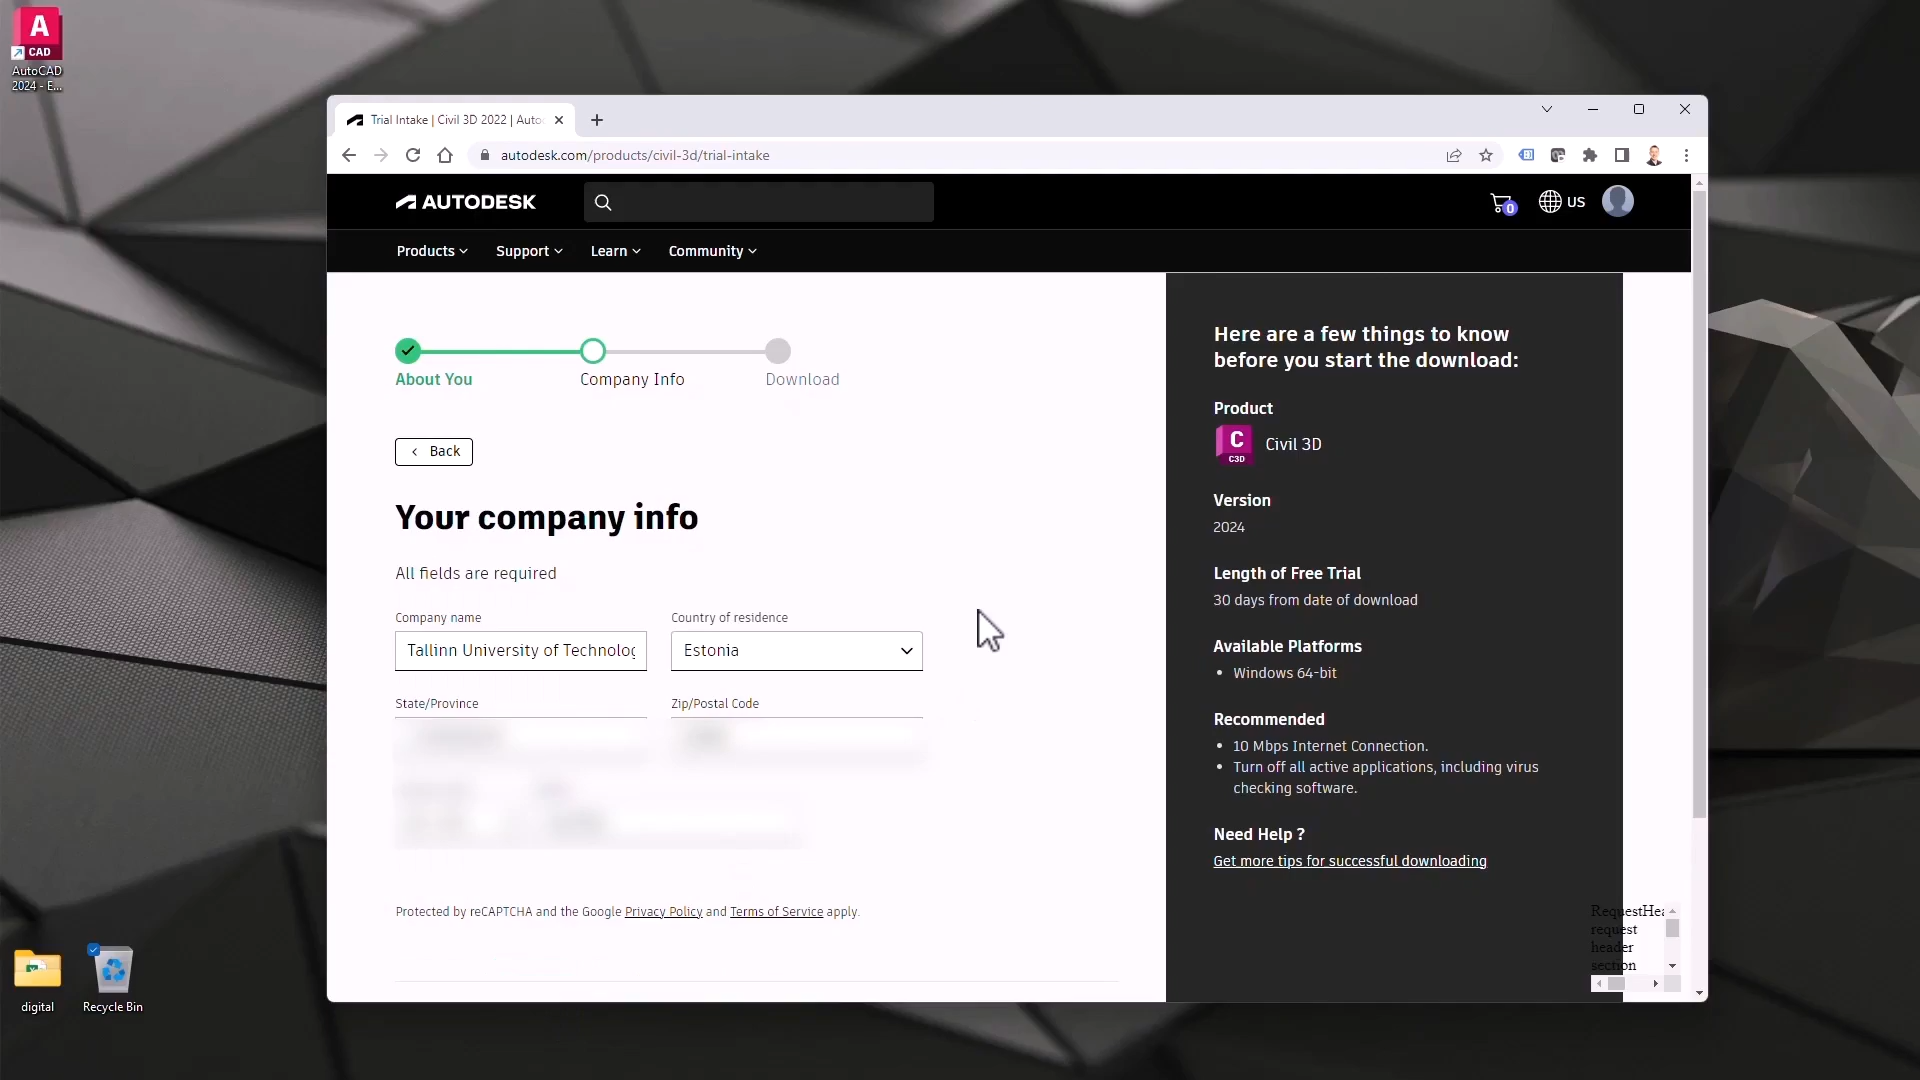 A
CAD
AutoCAD
2024 - E...
Trial Intake | Civil 3D 2022 | Auto
autodesk.com/products/civil-3d/trial-intake
AUTODESK
0
US
Products
Support
Learn
Community
About You
Company Info
Download
Back
Your company info
All fields are required
Company name
Country of residence
Tallinn University of Technolog
Estonia
State/Province
Zip/Postal Code
Protected by reCAPTCHA and the Google Privacy Policy and Terms of Service apply.
Here are a few things to know
before you start the download:
Product
C
C3D
Civil 3D
Version
2024
Length of Free Trial
30 days from date of download
Available Platforms
• Windows 64-bit
Recommended
• 10 Mbps Internet Connection.
• Turn off all active applications, including virus
checking software.
Need Help ?
Get more tips for successful downloading
RequestHea
request
header
section
digital
Recycle Bin